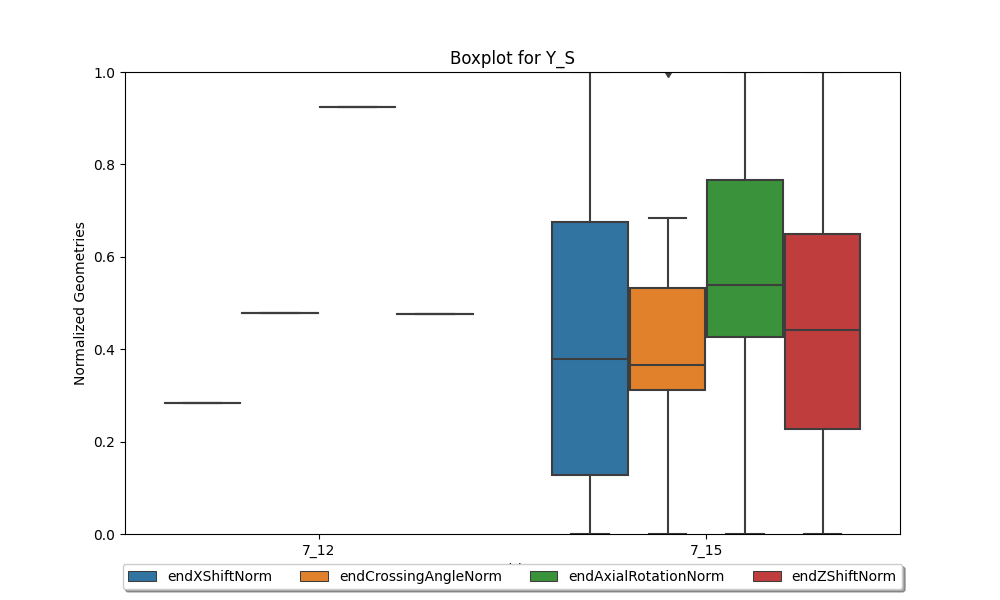 Boxplot for Y_S
Normalized Geometries
1.0
0.8
0.6
0.4
0.2
0.0
7_12
7_15
endXShiftNorm
endCrossingAngleNorm
endAxialRotationNorm
endZShiftNorm